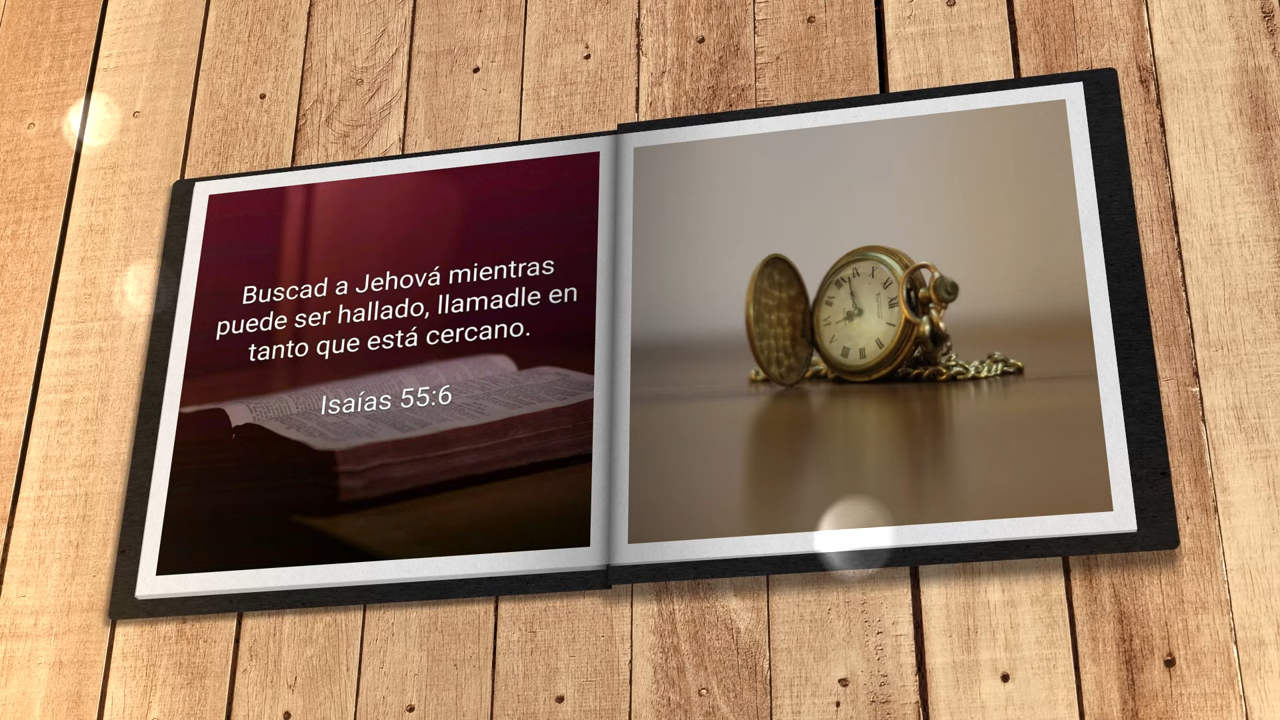 Buscad a Jehová mientras
puede ser hallado, llamadle en
tanto que está cercano.
Isaías 55:6